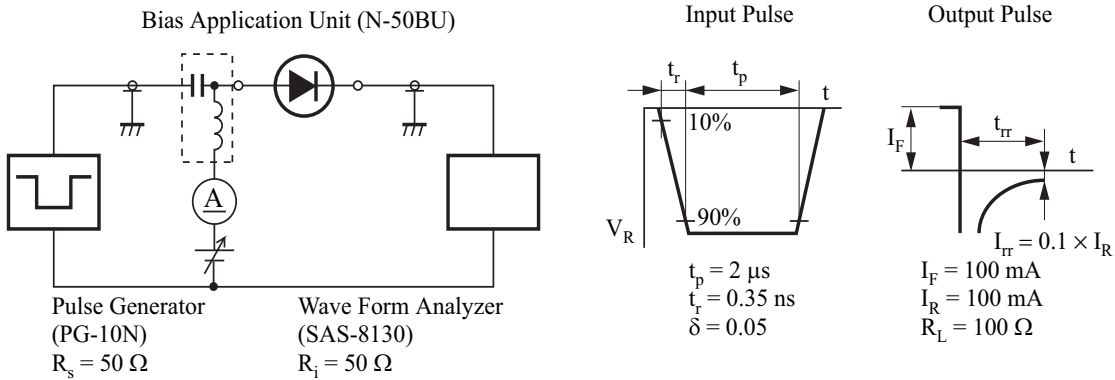 Bias Application Unit (N-50BU)
A
Pulse Generator
(PG-10N)
R_s = 50 Ω
Wave Form Analyzer
(SAS-8130)
R_i = 50 Ω
Input Pulse
t_r t_p
t
10%
90%
V_R
t_p = 2 µs
t_r = 0.35 ns
δ = 0.05
Output Pulse
I_F
t_rr
t
I_rr = 0.1 × I_R
I_F = 100 mA
I_R = 100 mA
R_L = 100 Ω